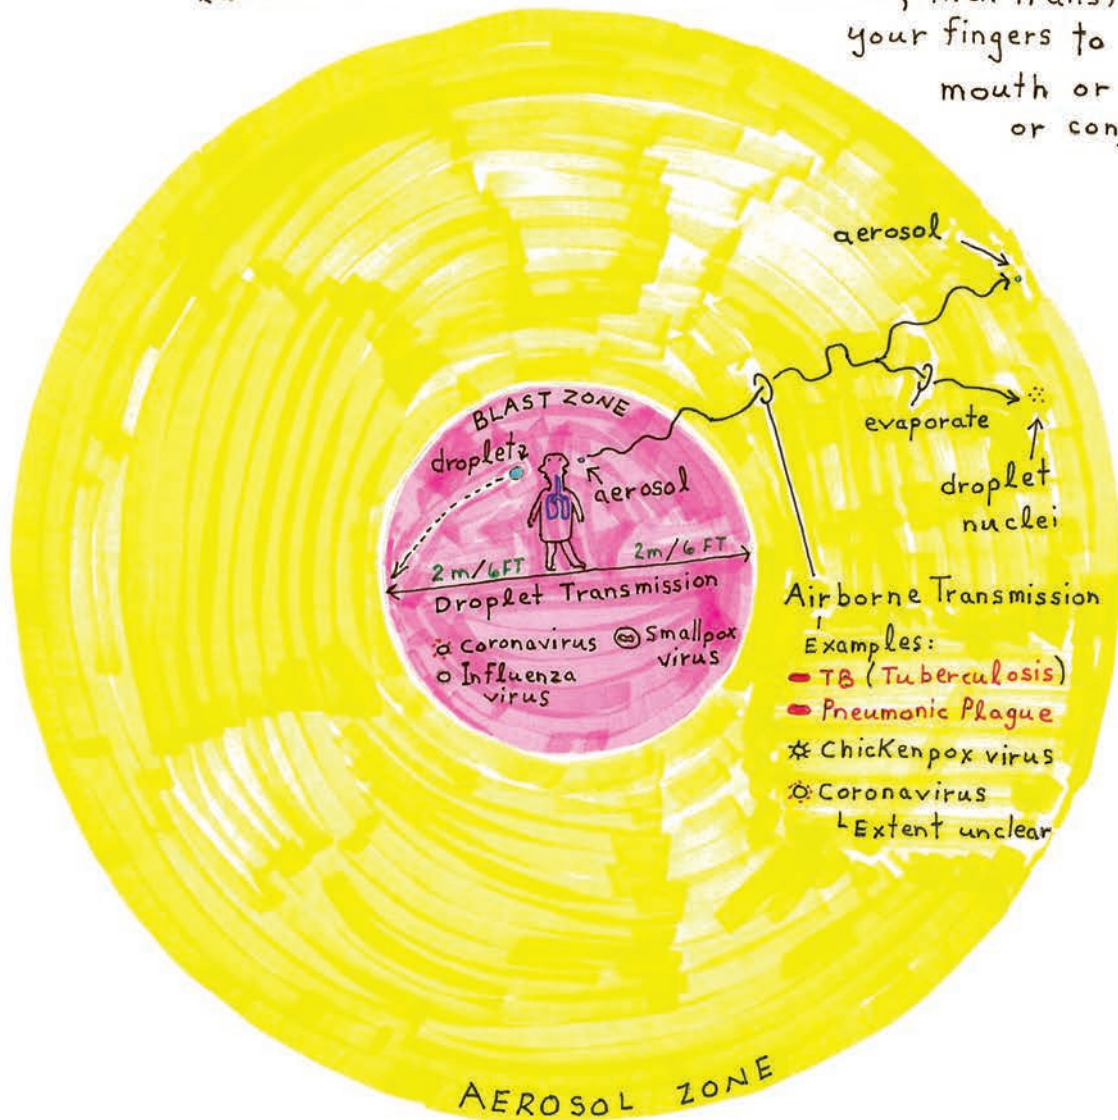 your fingers to
mouth or
or
aerosol
BLAST ZONE
droplets
aerosol
evaporate
droplet
nuclei
2m/6FT 2m/6FT
Droplet Transmission
Coronavirus Smallpox
virus
Influenza
virus
Airborne Transmission
Examples:
TB (Tuberculosis)
Pneumonic Plague
Chickenpox virus
Coronavirus
Extent unclear
AEROSOL ZONE